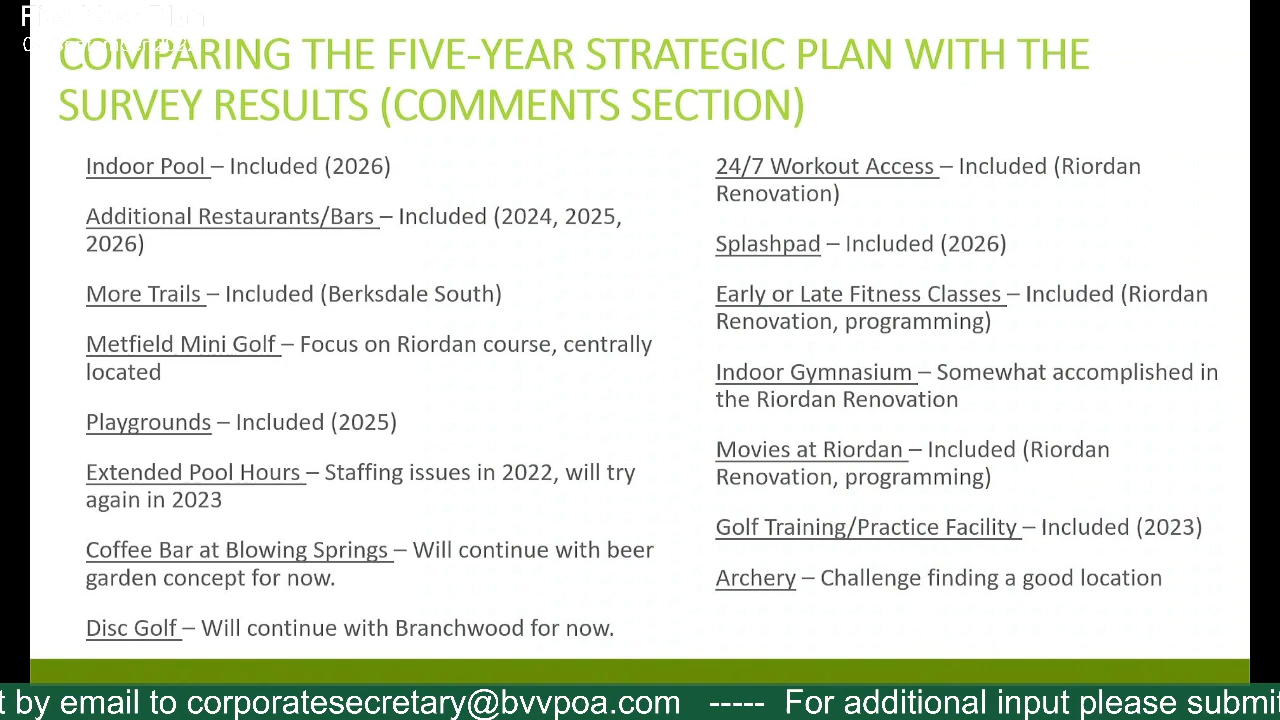 COMPARING THE FIVE-YEAR STRATEGIC PLAN WITH THE
SURVEY RESULTS (COMMENTS SECTION)
Indoor Pool – Included (2026)
Additional Restaurants/Bars – Included (2024, 2025,
2026)
More Trails – Included (Berksdale South)
Metfield Mini Golf – Focus on Riordan course, centrally
located
Playgrounds – Included (2025)
Extended Pool Hours – Staffing issues in 2022, will try
again in 2023
Coffee Bar at Blowing Springs – Will continue with beer
garden concept for now.
Disc Golf – Will continue with Branchwood for now.
24/7 Workout Access – Included (Riordan
Renovation)
Splashpad – Included (2026)
Early or Late Fitness Classes – Included (Riordan
Renovation, programming)
Indoor Gymnasium – Somewhat accomplished in
the Riordan Renovation
Movies at Riordan – Included (Riordan
Renovation, programming)
Golf Training/Practice Facility – Included (2023)
Archery – Challenge finding a good location
t by email to corporatesecretary@bvvpoa.com ----- For additional input please submit